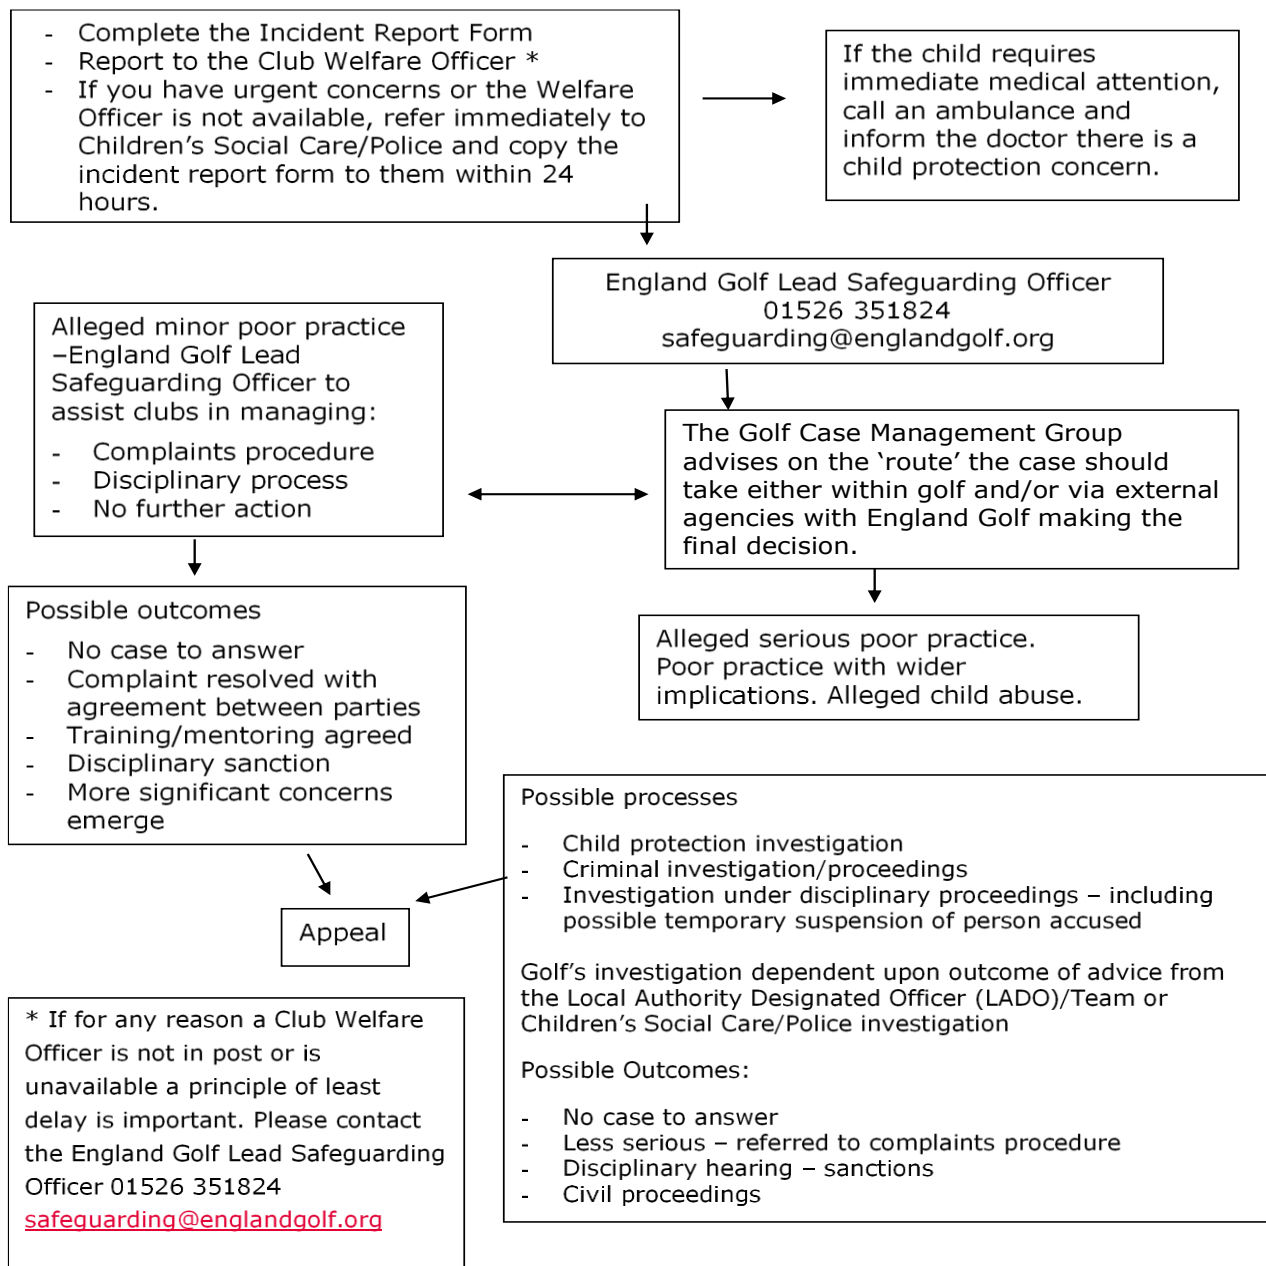 - Complete the Incident Report Form
- Report to the Club Welfare Officer *
- If you have urgent concerns or the Welfare
Officer is not available, refer immediately to
Children’s Social Care/Police and copy the
incident report form to them within 24
hours.
If the child requires
immediate medical attention,
call an ambulance and
inform the doctor there is a
child protection concern.
England Golf Lead Safeguarding Officer
01526 351824
safeguarding@englandgolf.org
Alleged minor poor practice
–England Golf Lead
Safeguarding Officer to
assist clubs in managing:
- Complaints procedure
- Disciplinary process
- No further action
The Golf Case Management Group
advises on the ‘route’ the case should
take either within golf and/or via external
agencies with England Golf making the
final decision.
Possible outcomes
- No case to answer
- Complaint resolved with
agreement between parties
- Training/mentoring agreed
- Disciplinary sanction
- More significant concerns
emerge
Alleged serious poor practice.
Poor practice with wider
implications. Alleged child abuse.
Possible processes
- Child protection investigation
- Criminal investigation/proceedings
- Investigation under disciplinary proceedings – including
possible temporary suspension of person accused
Golf’s investigation dependent upon outcome of advice from
the Local Authority Designated Officer (LADO)/Team or
Children’s Social Care/Police investigation
Possible Outcomes:
- No case to answer
- Less serious – referred to complaints procedure
- Disciplinary hearing – sanctions
- Civil proceedings
Appeal
* If for any reason a Club Welfare
Officer is not in post or is
unavailable a principle of least
delay is important. Please contact
the England Golf Lead Safeguarding
Officer 01526 351824
safeguarding@englandgolf.org